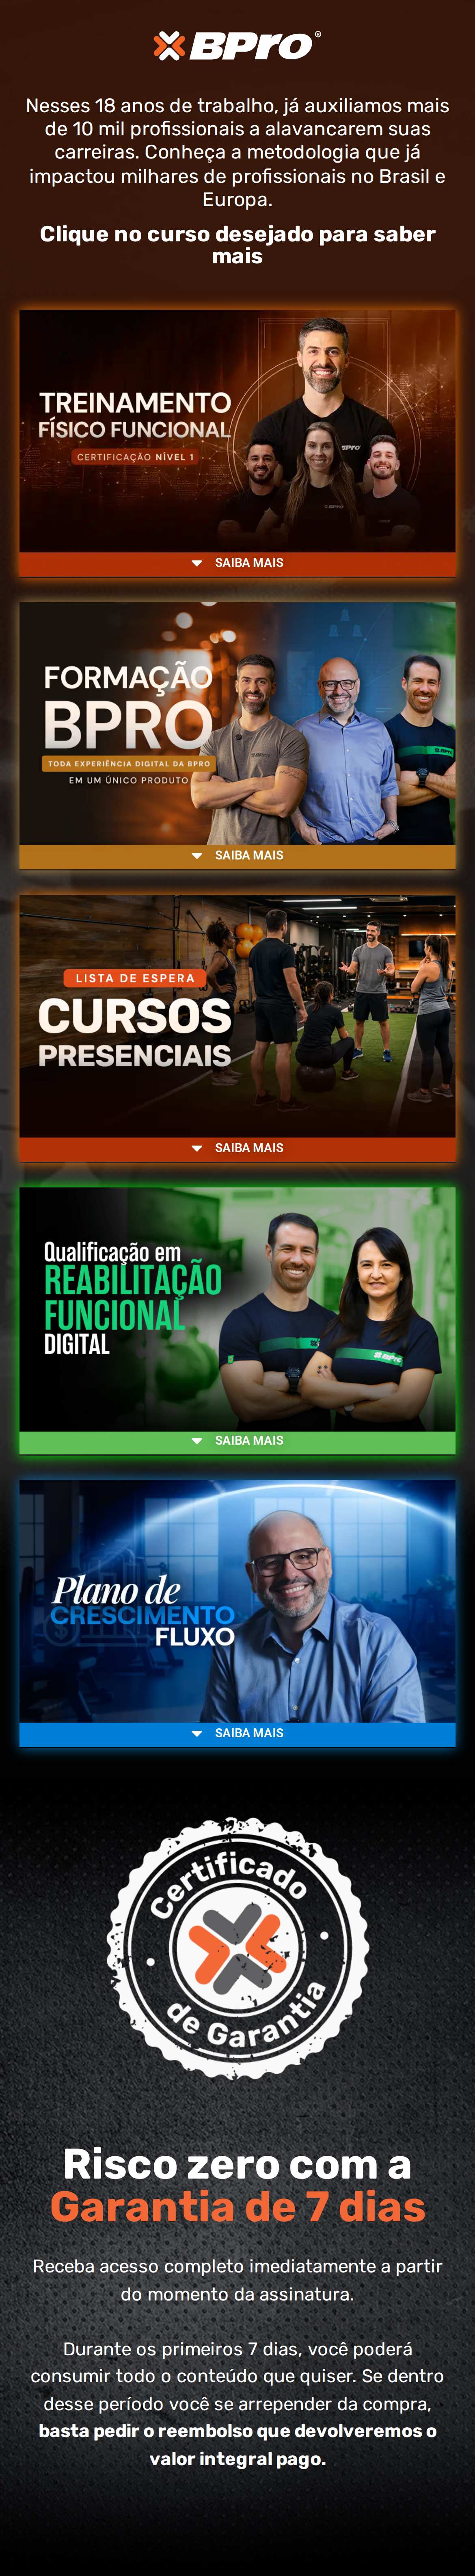 BPro®
Nesses 18 anos de trabalho, já auxiliamos mais
de 10 mil profissionais a alavancarem suas
carreiras. Conheça a metodologia que já
impactou milhares de profissionais no Brasil e
Europa.
Clique no curso desejado para saber
mais
TREINAMENTO
FÍSICO FUNCIONAL
CERTIFICAÇÃO NÍVEL 1
BPro
SAIBA MAIS
FORMAÇÃO
BPRO
TODA EXPERIÊNCIA DIGITAL DA BPRO
EM UM ÚNICO PRODUTO
SAIBA MAIS
LISTA DE ESPERA
CURSOS
PRESENCIAIS
SAIBA MAIS
Qualificação em
REABILITAÇÃO
FUNCIONAL
DIGITAL
BPro
SAIBA MAIS
Plano de
CRESCIMENTO
FLUXO
SAIBA MAIS
Certificado
de Garantia
Risco zero com a
Garantia de 7 dias
Receba acesso completo imediatamente a partir
do momento da assinatura.
Durante os primeiros 7 dias, você poderá
consumir todo o conteúdo que quiser. Se dentro
desse período você se arrepender da compra,
basta pedir o reembolso que devolveremos o
valor integral pago.